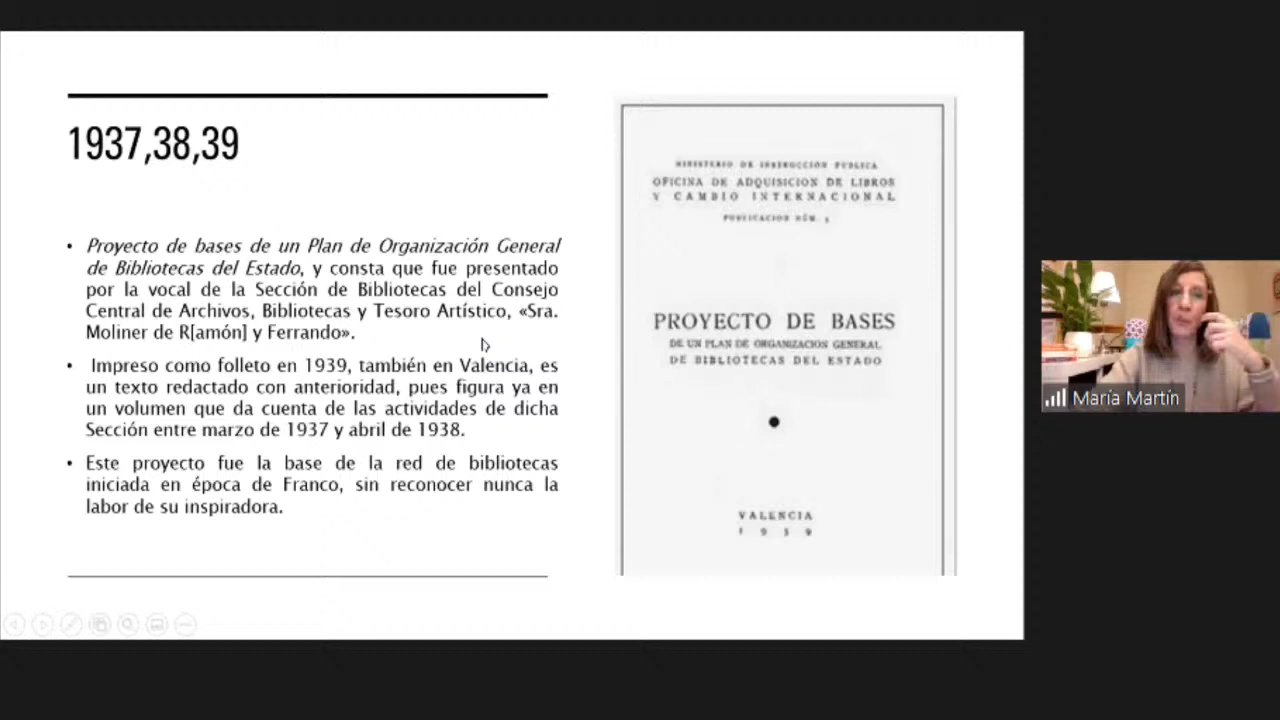 1937,38,39
• Proyecto de bases de un Plan de Organización General
de Bibliotecas del Estado, y consta que fue presentado
por la vocal de la Sección de Bibliotecas del Consejo
Central de Archivos, Bibliotecas y Tesoro Artístico, «Sra.
Moliner de R[amón] y Ferrando».
• Impreso como folleto en 1939, también en Valencia, es
un texto redactado con anterioridad, pues figura ya en
un volumen que da cuenta de las actividades de dicha
Sección entre marzo de 1937 y abril de 1938.
• Este proyecto fue la base de la red de bibliotecas
iniciada en época de Franco, sin reconocer nunca la
labor de su inspiradora.
MINISTERIO DE INSTRUCCION PUBLICA
OFICINA DE ADQUISICION DE LIBROS
Y CAMBIO INTERNACIONAL
PUBLICACION NÚM. 5
PROYECTO DE BASES
DE UN PLAN DE ORGANIZACION GENERAL
DE BIBLIOTECAS DEL ESTADO
VALENCIA
1939
María Martín